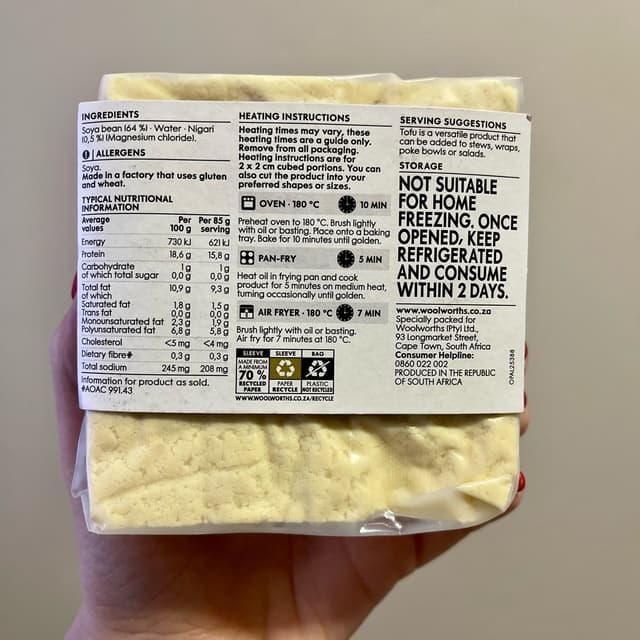 INGREDIENTS
Soya bean (64 %) · Water · Nigari
(0,5 %) (Magnesium chloride).
! ALLERGENS
Soya.
Made in a factory that uses gluten
and wheat.
TYPICAL NUTRITIONAL
INFORMATION
Average values Per 100 g Per 85 g serving
Energy 730 kJ 621 kJ
Protein 18,6 g 15,8 g
Carbohydrate 1 g 1 g
of which total sugar 0,0 g 0,0 g
Total fat 10,9 g 9,3 g
of which
Saturated fat 1,8 g 1,5 g
Trans fat 0,0 g 0,0 g
Monounsaturated fat 2,3 g 1,9 g
Polyunsaturated fat 6,8 g 5,8 g
Cholesterol <5 mg <4 mg
Dietary fibre# 0,3 g 0,3 g
Total sodium 245 mg 208 mg
Information for product as sold.
#AOAC 991.43
HEATING INSTRUCTIONS
Heating times may vary, these
heating times are a guide only.
Remove from all packaging.
Heating instructions are for
2 x 2 cm cubed portions. You can
also cut the product into your
preferred shapes or sizes.
OVEN · 180 °C 10 MIN
Preheat oven to 180 °C. Brush lightly
with oil or basting. Place onto a baking
tray. Bake for 10 minutes until golden.
PAN-FRY 5 MIN
Heat oil in frying pan and cook
product for 5 minutes on medium heat,
turning occasionally until golden.
AIR FRYER · 180 °C 7 MIN
Brush lightly with oil or basting.
Air fry for 7 minutes at 180 °C.
SLEEVE SLEEVE BAG
MADE FROM
A MINIMUM
70 %
RECYCLED
PAPER
PAPER
RECYCLE
PLASTIC
NOT RECYCLED
WWW.WOOLWORTHS.CO.ZA/RECYCLE
SERVING SUGGESTIONS
Tofu is a versatile product that
can be added to stews, wraps,
poke bowls or salads.
STORAGE
NOT SUITABLE
FOR HOME
FREEZING. ONCE
OPENED, KEEP
REFRIGERATED
AND CONSUME
WITHIN 2 DAYS.
www.woolworths.co.za
Specially packed for
Woolworths (Pty) Ltd.,
93 Longmarket Street,
Cape Town, South Africa
Consumer Helpline:
0860 022 002
PRODUCED IN THE REPUBLIC
OF SOUTH AFRICA
OPAL25388